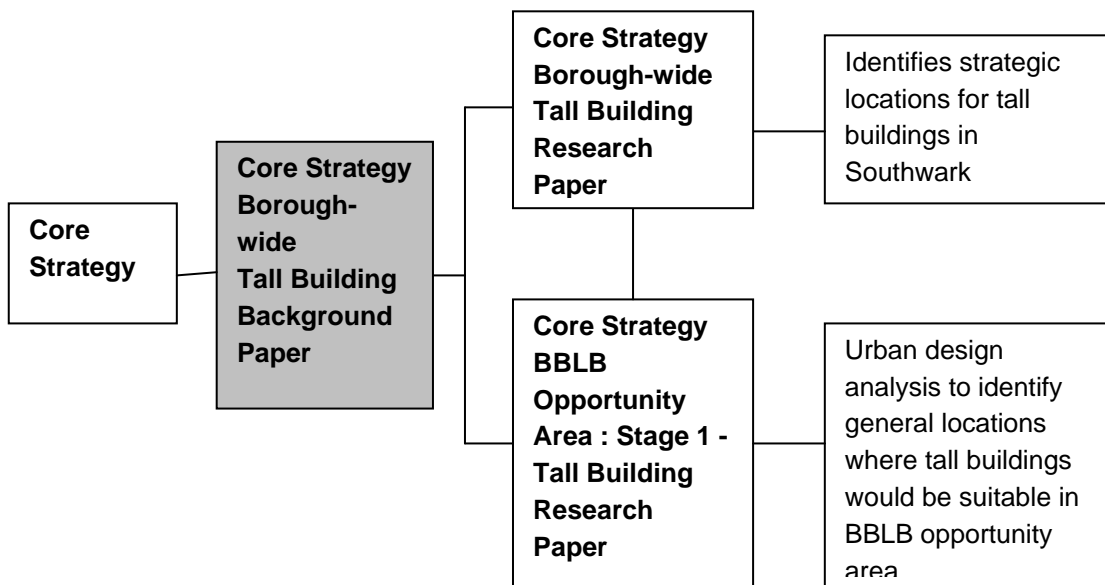 Core
Strategy
Core Strategy
Borough-
wide
Tall Building
Background
Paper
Core Strategy
Borough-wide
Tall Building
Research
Paper
Identifies strategic
locations for tall
buildings in
Southwark
Core Strategy
BBLB
Opportunity
Area : Stage 1 -
Tall Building
Research
Paper
Urban design
analysis to identify
general locations
where tall buildings
would be suitable in
BBLB opportunity
area